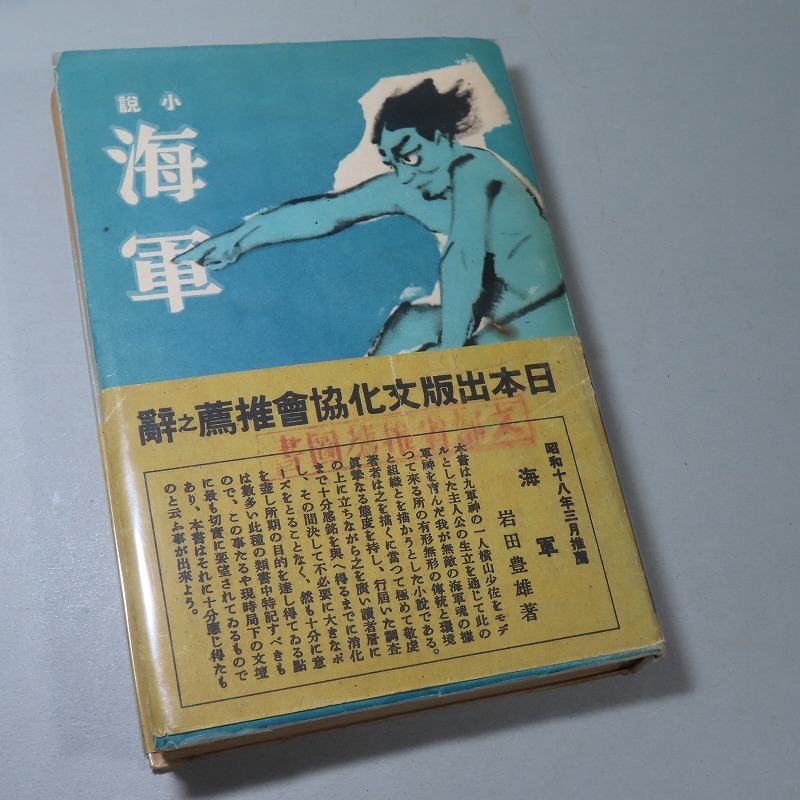 小說
海軍
日本出版文化協會推薦之辭
昭和十八年三月推薦
海軍
岩田豊雄著
本書は九軍神の一人横山少佐をモデ
ルとした主人公の生立を通じて此の
軍神を育んだ我が無敵の海軍魂の據
つて來る所の有形無形の傳統と環境
と組織とを描かうとした小說である。
著者は之を描くに當つて極めて敬虔
眞摯なる態度を持し、行屆いた調査
の上に立ちながら之を廣い讀者層に
まで十分感銘を與へ得るまでに消化
し、その間決して不必要に大きなポ
ーズをとることなく、然も十分に意
を盡し所期の目的を達し得てゐる點
は數多い此種の類書中特記すべきも
ので、この事たるや現時局下の文壇
に最も切實に要望されてゐるもので
あり、本書はそれに十分應じ得たも
のと云ふ事が出來よう。